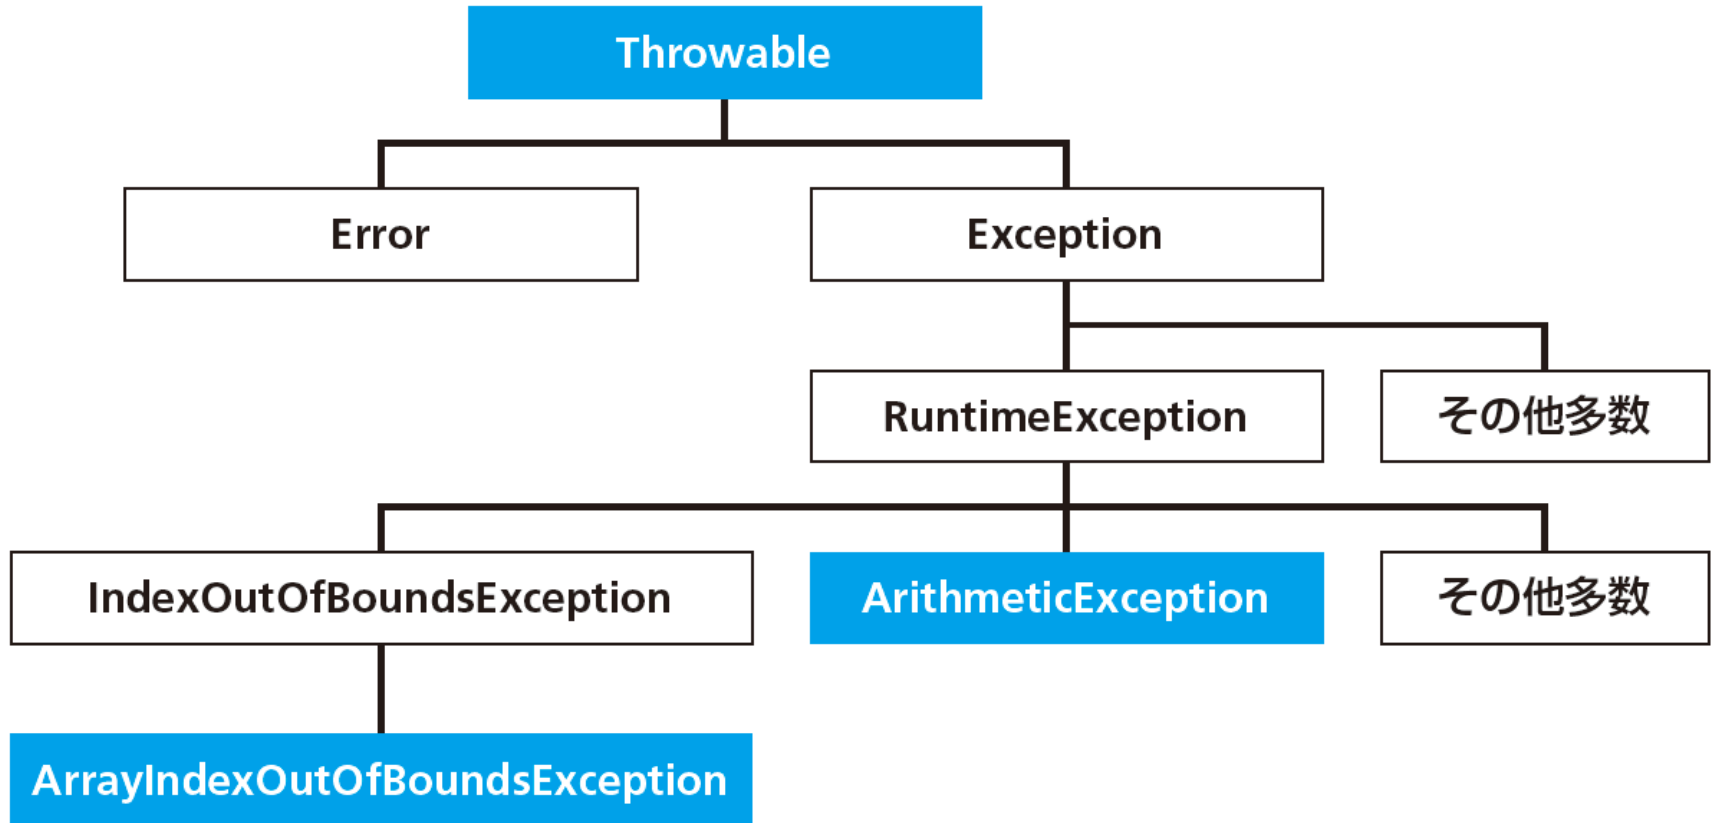 Throwable
Error
Exception
RuntimeException
その他多数
IndexOutOfBoundsException
ArithmeticException
その他多数
ArrayIndexOutOfBoundsException